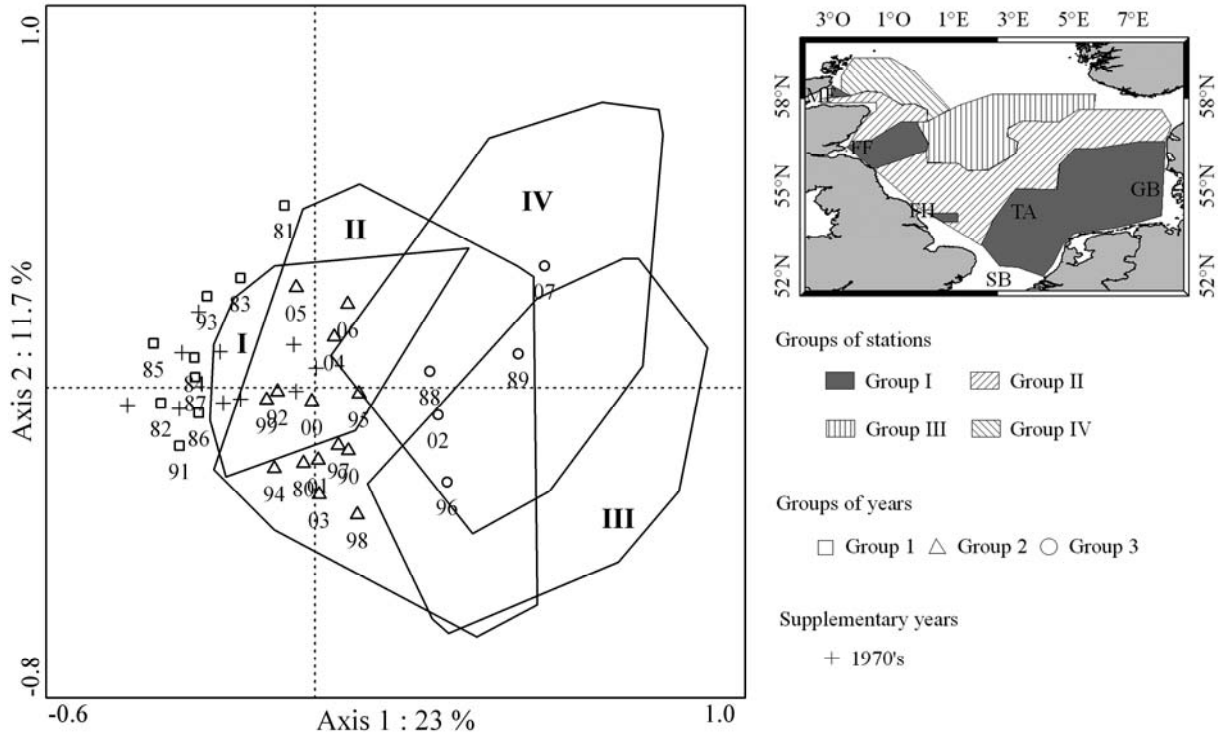 1.0
Axis 2 : 11.7 %
-0.8
-0.6
Axis 1 : 23 %
1.0
I
II
III
IV
81
83
93
85
84
87
82
86
91
05
06
04
92
99
00
95
94
80
01
97
90
03
98
07
89
88
02
96
3°O 1°O 1°E 3°E 5°E 7°E
58°N
55°N
52°N
58°N
55°N
52°N
MF
FF
FH
TA
GB
SB
Groups of stations
Group I Group II
Group III Group IV
Groups of years
Group 1 Group 2 Group 3
Supplementary years
1970's